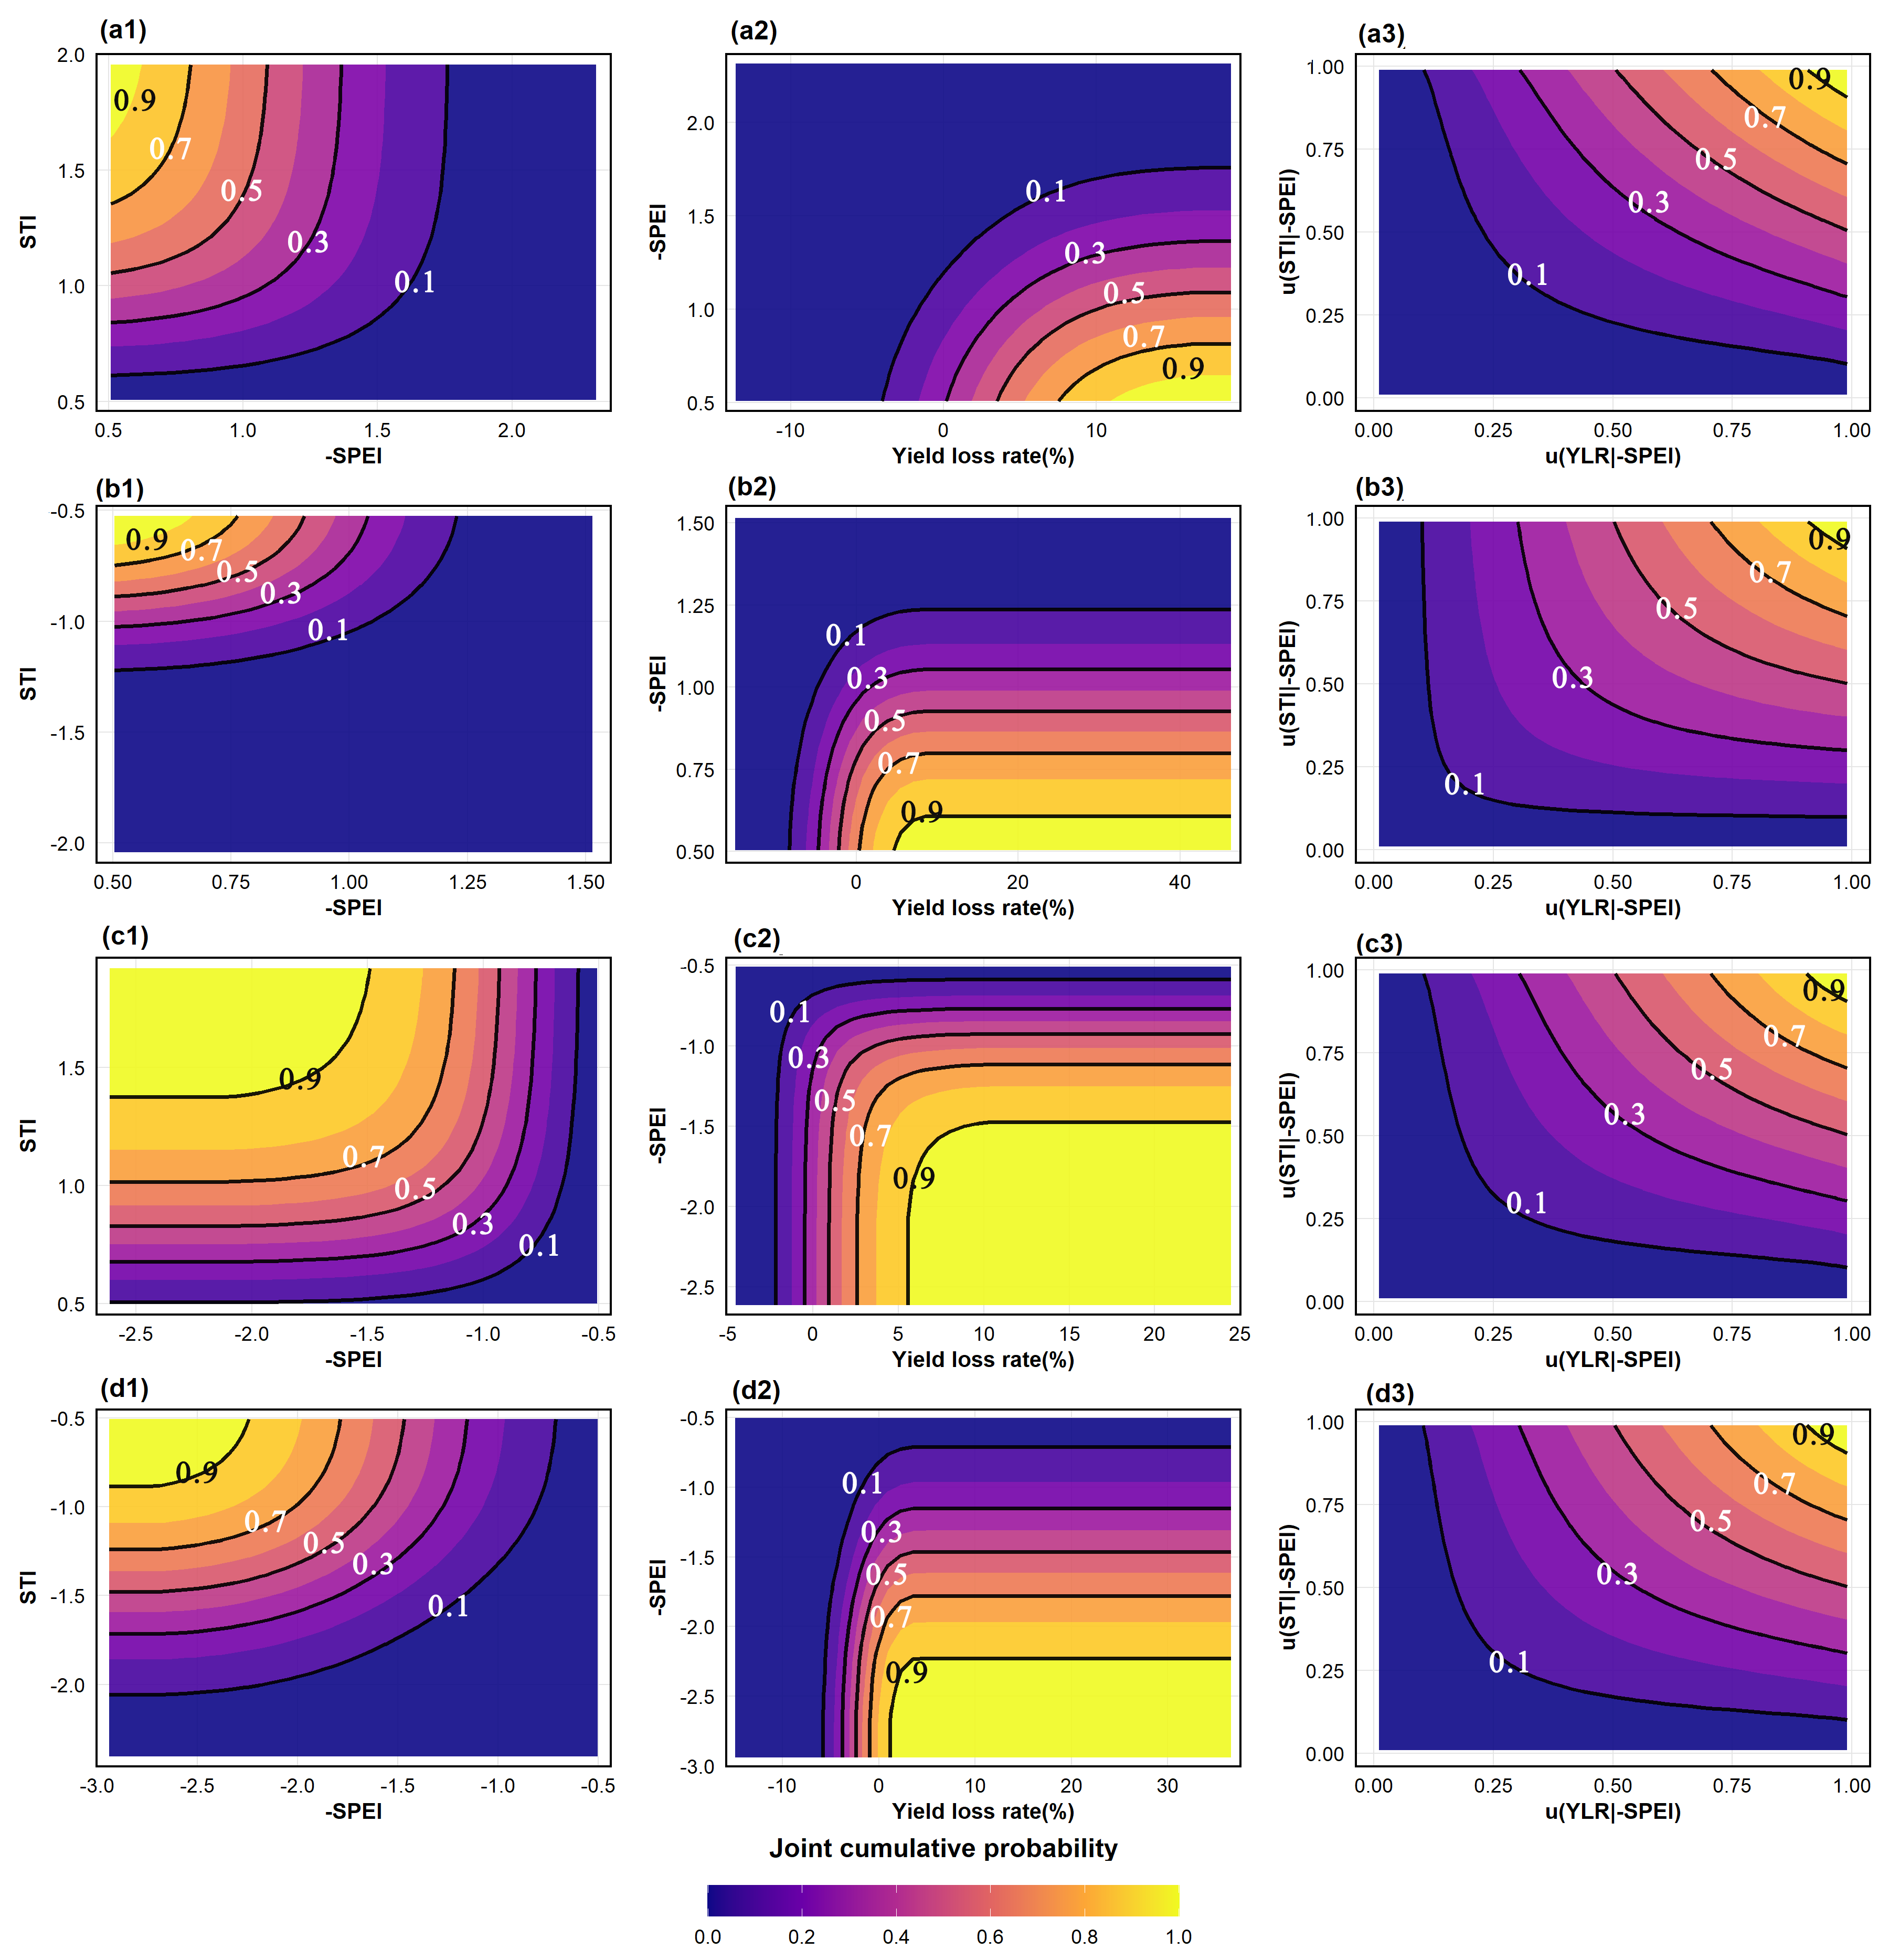 (a1)
2.0
1.5
1.0
0.5
STI
0.9
0.7
0.5
0.3
0.1
0.5 1.0 1.5 2.0
-SPEI
(a2)
2.0
1.5
1.0
0.5
-SPEI
0.1
0.3
0.5
0.7
0.9
-10 0 10
Yield loss rate(%)
(a3)
1.00
0.75
0.50
0.25
0.00
u(STI|-SPEI)
0.9
0.7
0.5
0.3
0.1
0.00 0.25 0.50 0.75 1.00
u(YLR|-SPEI)
(b1)
-0.5
-1.0
-1.5
-2.0
STI
0.9
0.7
0.5
0.3
0.1
0.50 0.75 1.00 1.25 1.50
-SPEI
(b2)
1.50
1.25
1.00
0.75
0.50
-SPEI
0.1
0.3
0.5
0.7
0.9
0 20 40
Yield loss rate(%)
(b3)
1.00
0.75
0.50
0.25
0.00
u(STI|-SPEI)
0.9
0.7
0.5
0.3
0.1
0.00 0.25 0.50 0.75 1.00
u(YLR|-SPEI)
(c1)
1.5
1.0
0.5
STI
0.9
0.7
0.5
0.3
0.1
-2.5 -2.0 -1.5 -1.0 -0.5
-SPEI
(c2)
-0.5
-1.0
-1.5
-2.0
-2.5
-SPEI
0.1
0.3
0.5
0.7
0.9
-5 0 5 10 15 20 25
Yield loss rate(%)
(c3)
1.00
0.75
0.50
0.25
0.00
u(STI|-SPEI)
0.9
0.7
0.5
0.3
0.1
0.00 0.25 0.50 0.75 1.00
u(YLR|-SPEI)
(d1)
-0.5
-1.0
-1.5
-2.0
STI
0.9
0.7
0.5
0.3
0.1
-3.0 -2.5 -2.0 -1.5 -1.0 -0.5
-SPEI
(d2)
-0.5
-1.0
-1.5
-2.0
-2.5
-3.0
-SPEI
0.1
0.3
0.5
0.7
0.9
-10 0 10 20 30
Yield loss rate(%)
(d3)
1.00
0.75
0.50
0.25
0.00
u(STI|-SPEI)
0.9
0.7
0.5
0.3
0.1
0.00 0.25 0.50 0.75 1.00
u(YLR|-SPEI)
Joint cumulative probability
0.0 0.2 0.4 0.6 0.8 1.0